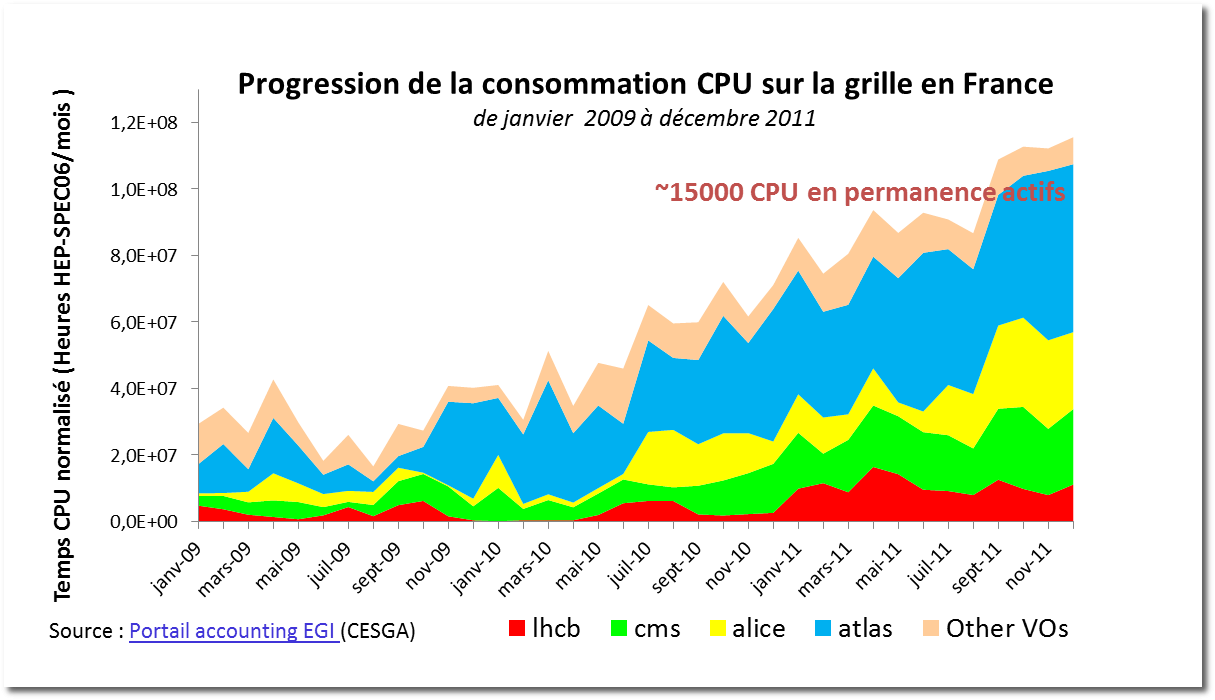 Progression de la consommation CPU sur la grille en France
de janvier 2009 à décembre 2011
Temps CPU normalisé (Heures HEP-SPEC06/mois )
1,2E+08
1,0E+08
8,0E+07
6,0E+07
4,0E+07
2,0E+07
0,0E+00
~15000 CPU en permanence actifs
janv-09
mars-09
mai-09
juil-09
sept-09
nov-09
janv-10
mars-10
mai-10
juil-10
sept-10
nov-10
janv-11
mars-11
mai-11
juil-11
sept-11
nov-11
Source : Portail accounting EGI (CESGA)
lhcb cms alice atlas Other VOs